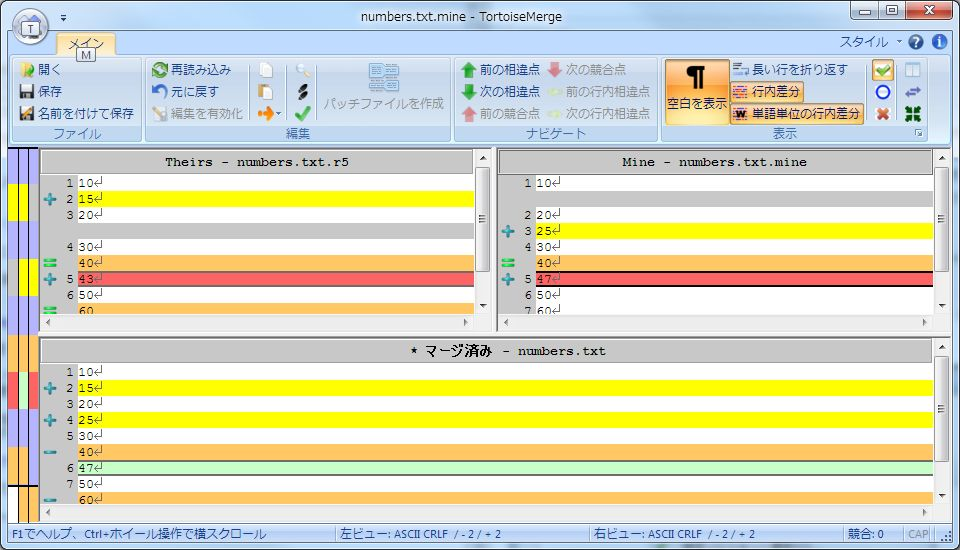 numbers.txt.mine - TortoiseMerge
T
メイン
M
スタイル
開く
保存
名前を付けて保存
ファイル
再読み込み
元に戻す
編集を有効化
パッチファイルを作成
編集
前の相違点
次の相違点
前の競合点
次の競合点
前の行内相違点
次の行内相違点
ナビゲート
空白を表示
長い行を折り返す
行内差分
単語単位の行内差分
表示
Theirs - numbers.txt.r5
1 10↵
2 15↵
3 20↵
4 30↵
40↵
5 43↵
6 50↵
60
Mine - numbers.txt.mine
1 10↵
2 20↵
3 25↵
4 30↵
40↵
5 47↵
6 50↵
7 60↵
* マージ済み - numbers.txt
1 10↵
2 15↵
3 20↵
4 25↵
5 30↵
40↵
6 47↵
7 50↵
60↵
F1でヘルプ、Ctrl+ホイール操作で横スクロール 左ビュー: ASCII CRLF / - 2 / + 2 右ビュー: ASCII CRLF / - 2 / + 2 競合: 0 CAP